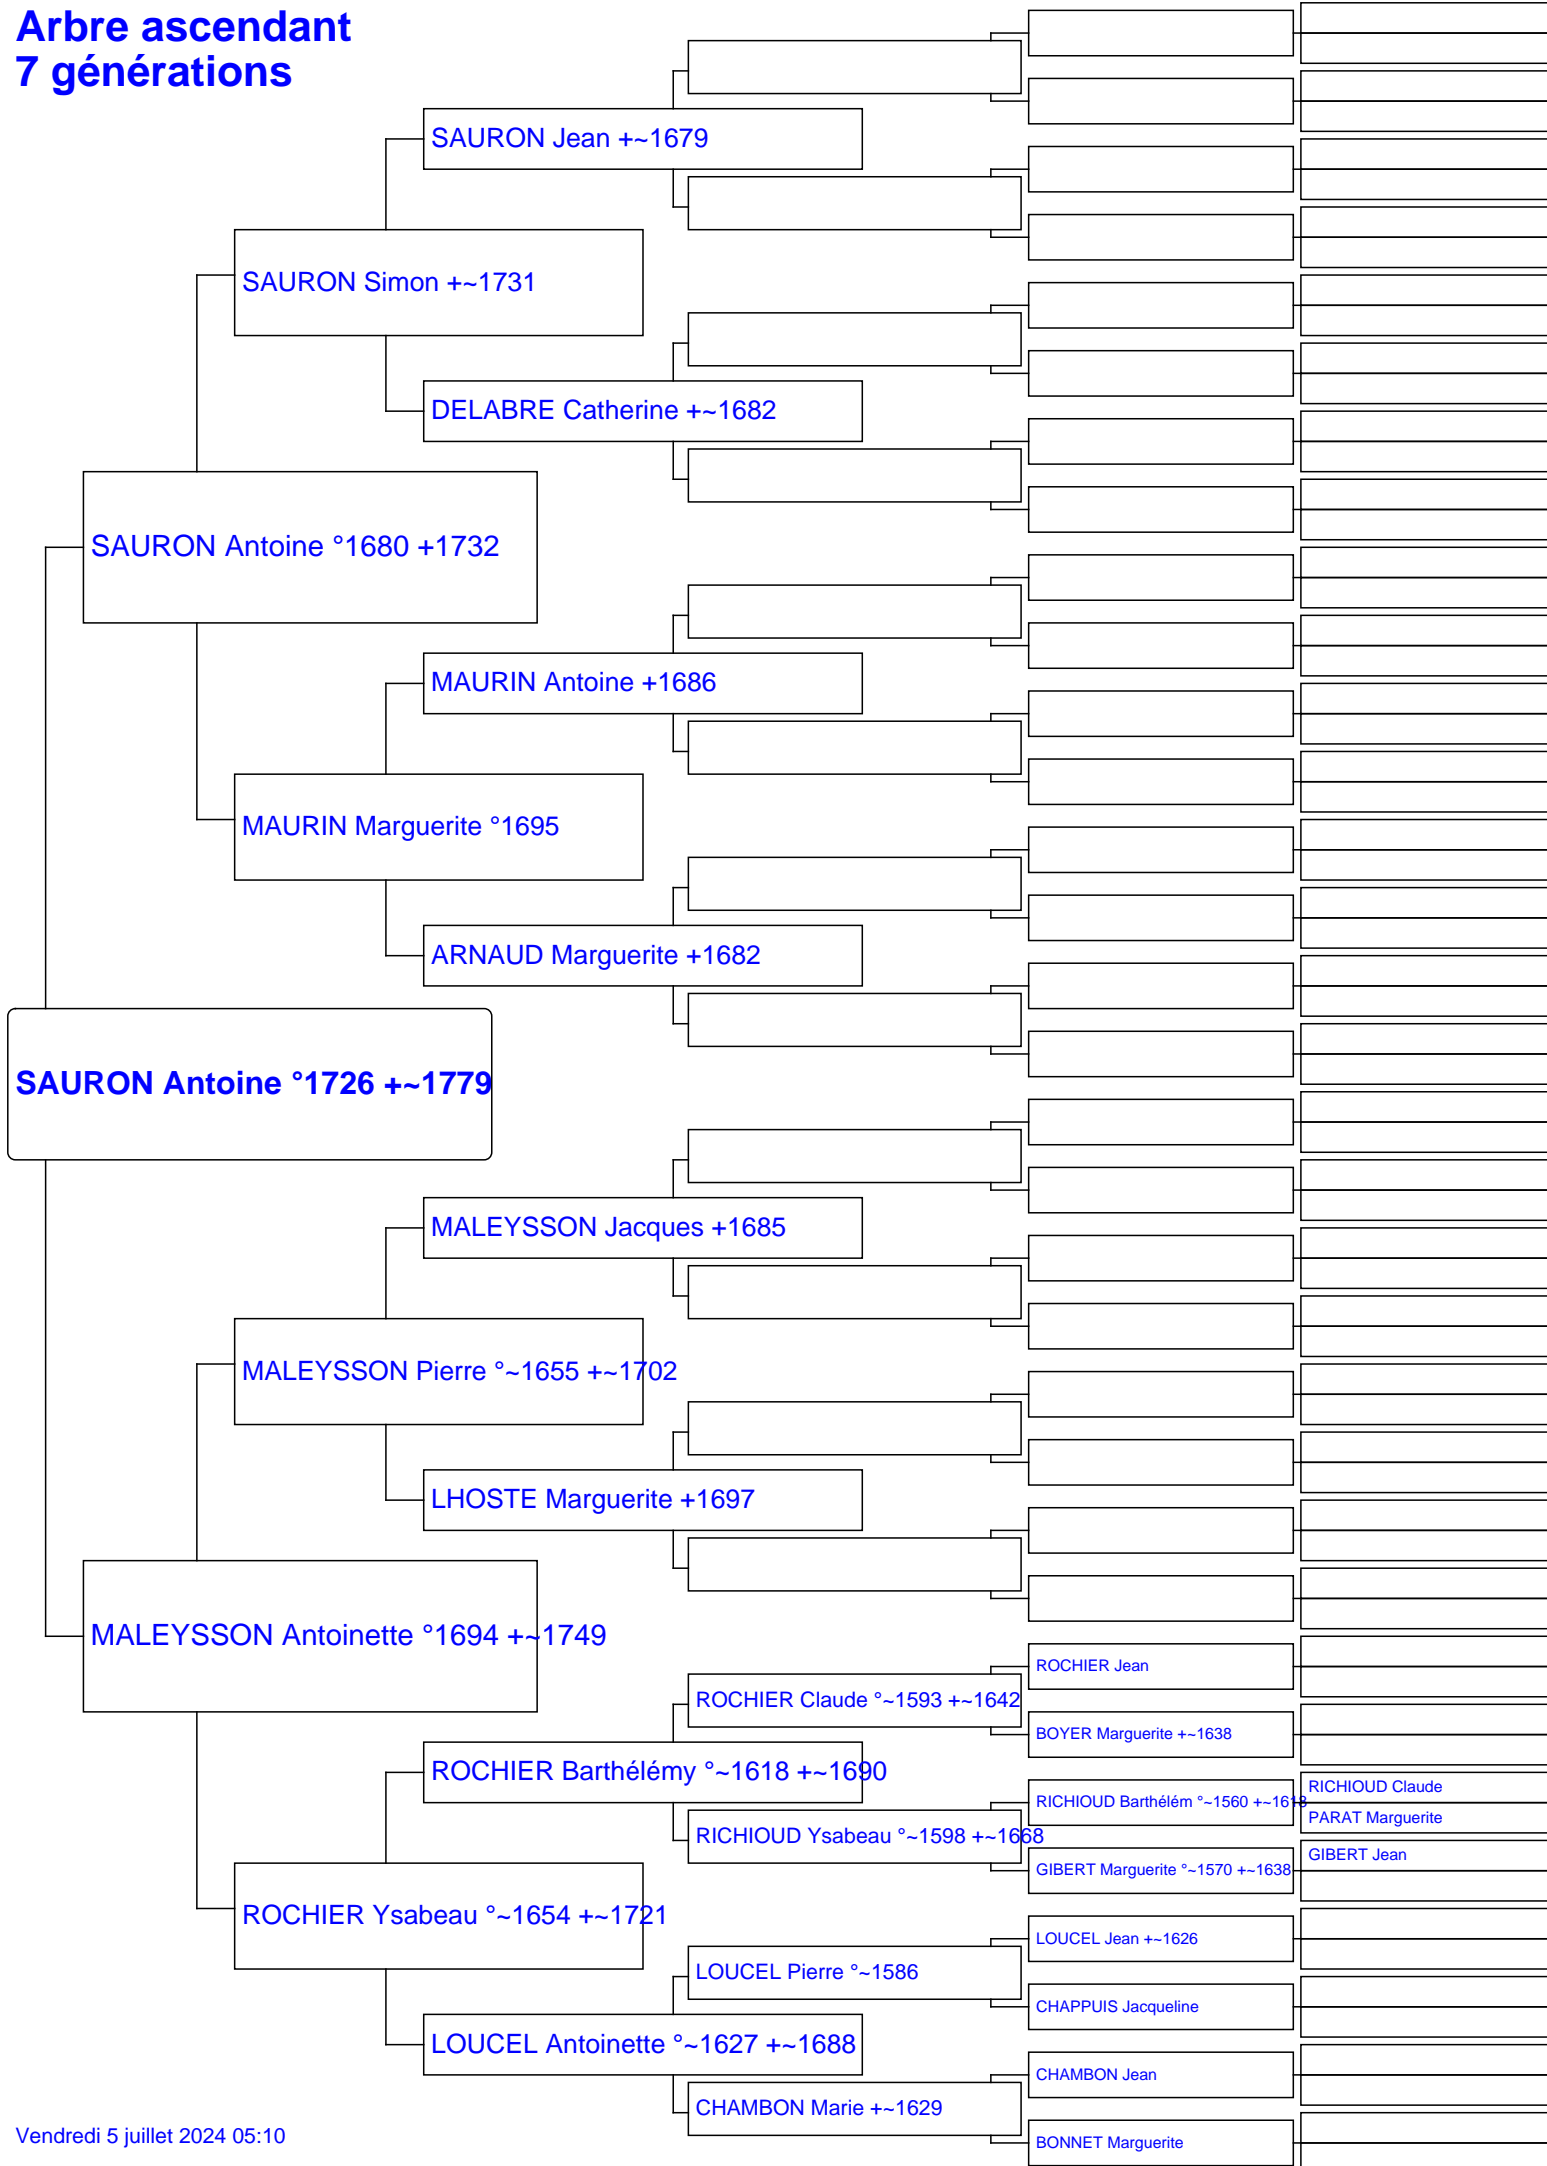 Arbre ascendant
7 générations
SAURON Jean +~1679
SAURON Simon +~1731
DELABRE Catherine +~1682
SAURON Antoine °1680 +1732
MAURIN Antoine +1686
MAURIN Marguerite °1695
ARNAUD Marguerite +1682
SAURON Antoine °1726 +~1779
MALEYSSON Jacques +1685
MALEYSSON Pierre °~1655 +~1702
LHOSTE Marguerite +1697
MALEYSSON Antoinette °1694 +~1749
ROCHIER Jean
ROCHIER Claude °~1593 +~1642
BOYER Marguerite +~1638
ROCHIER Barthélémy °~1618 +~1690
RICHIOUD Claude
RICHIOUD Barthélém °~1560 +~1618
PARAT Marguerite
RICHIOUD Ysabeau °~1598 +~1668
GIBERT Jean
GIBERT Marguerite °~1570 +~1638
ROCHIER Ysabeau °~1654 +~1721
LOUCEL Jean +~1626
LOUCEL Pierre °~1586
CHAPPUIS Jacqueline
LOUCEL Antoinette °~1627 +~1688
CHAMBON Jean
CHAMBON Marie +~1629
BONNET Marguerite
Vendredi 5 juillet 2024 05:10